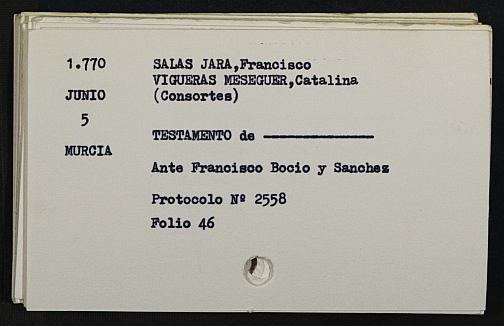 1.770
JUNIO
5
MURCIA
SALAS JARA,Francisco
VIGUERAS MESEGUER,Catalina
(Consortes)
TESTAMENTO de ----------------
Ante Francisco Bocio y Sanchez
Protocolo Nº 2558
Folio 46